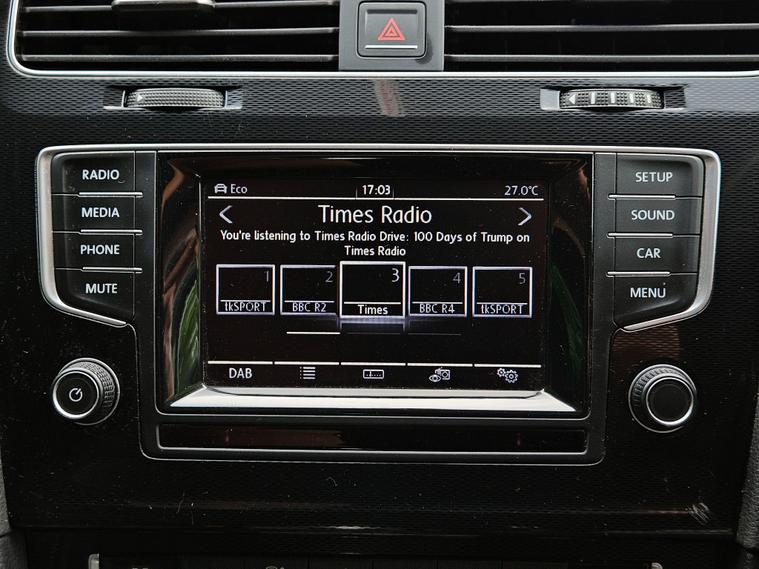 RADIO
MEDIA
PHONE
MUTE
Eco
17:03
27.0°C
Times Radio
You're listening to Times Radio Drive: 100 Days of Trump on
Times Radio
1
2
3
4
5
tkSPORT
BBC R2
Times
BBC R4
tkSPORT
DAB
SETUP
SOUND
CAR
MENU